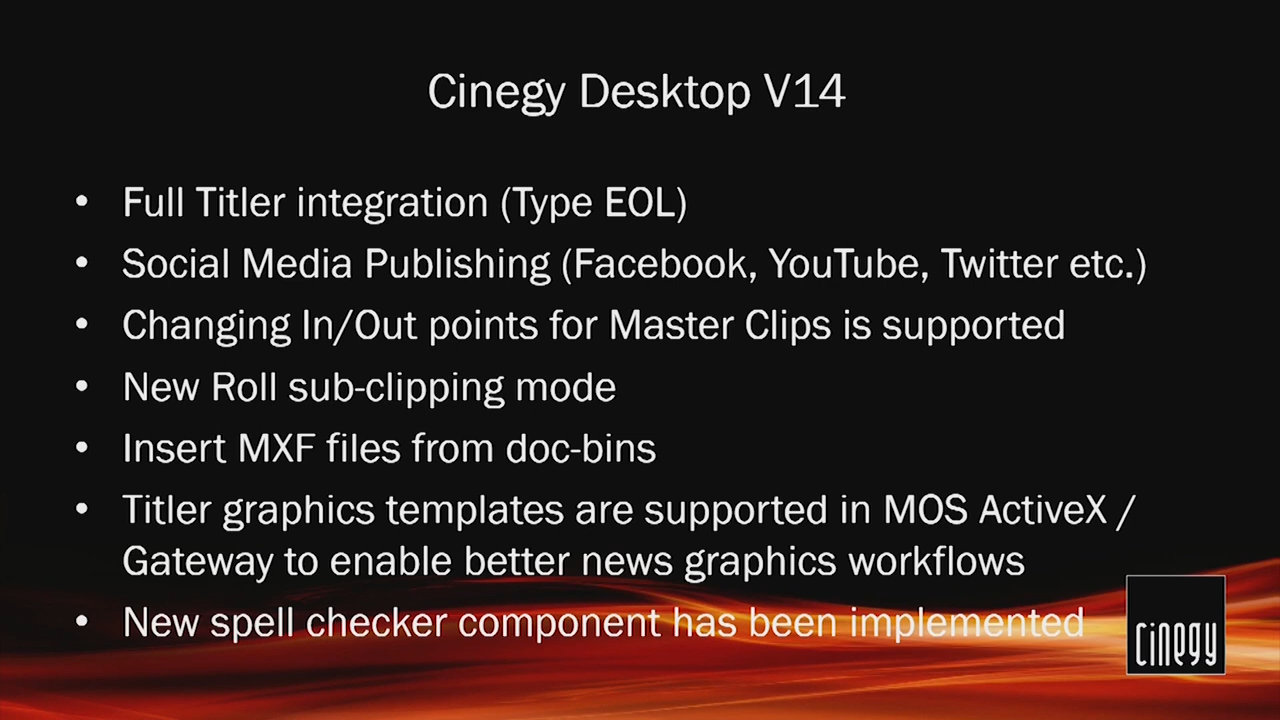 Cinegy Desktop V14
• Full Titler integration (Type EOL)
• Social Media Publishing (Facebook, YouTube, Twitter etc.)
• Changing In/Out points for Master Clips is supported
• New Roll sub-clipping mode
• Insert MXF files from doc-bins
• Titler graphics templates are supported in MOS ActiveX /
Gateway to enable better news graphics workflows
• New spell checker component has been implemented
cinegy